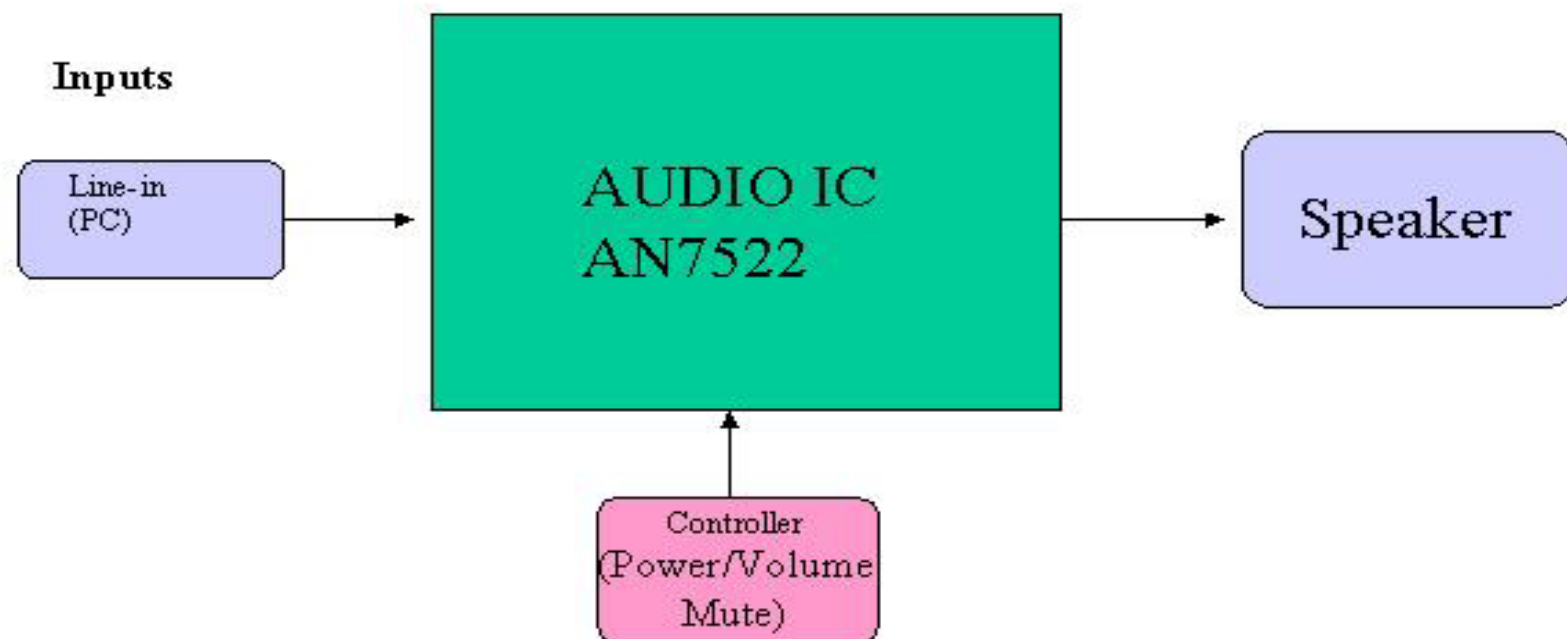 Inputs
Line-in
(PC)
AUDIO IC
AN7522
Speaker
Controller
(Power/Volume
Mute)